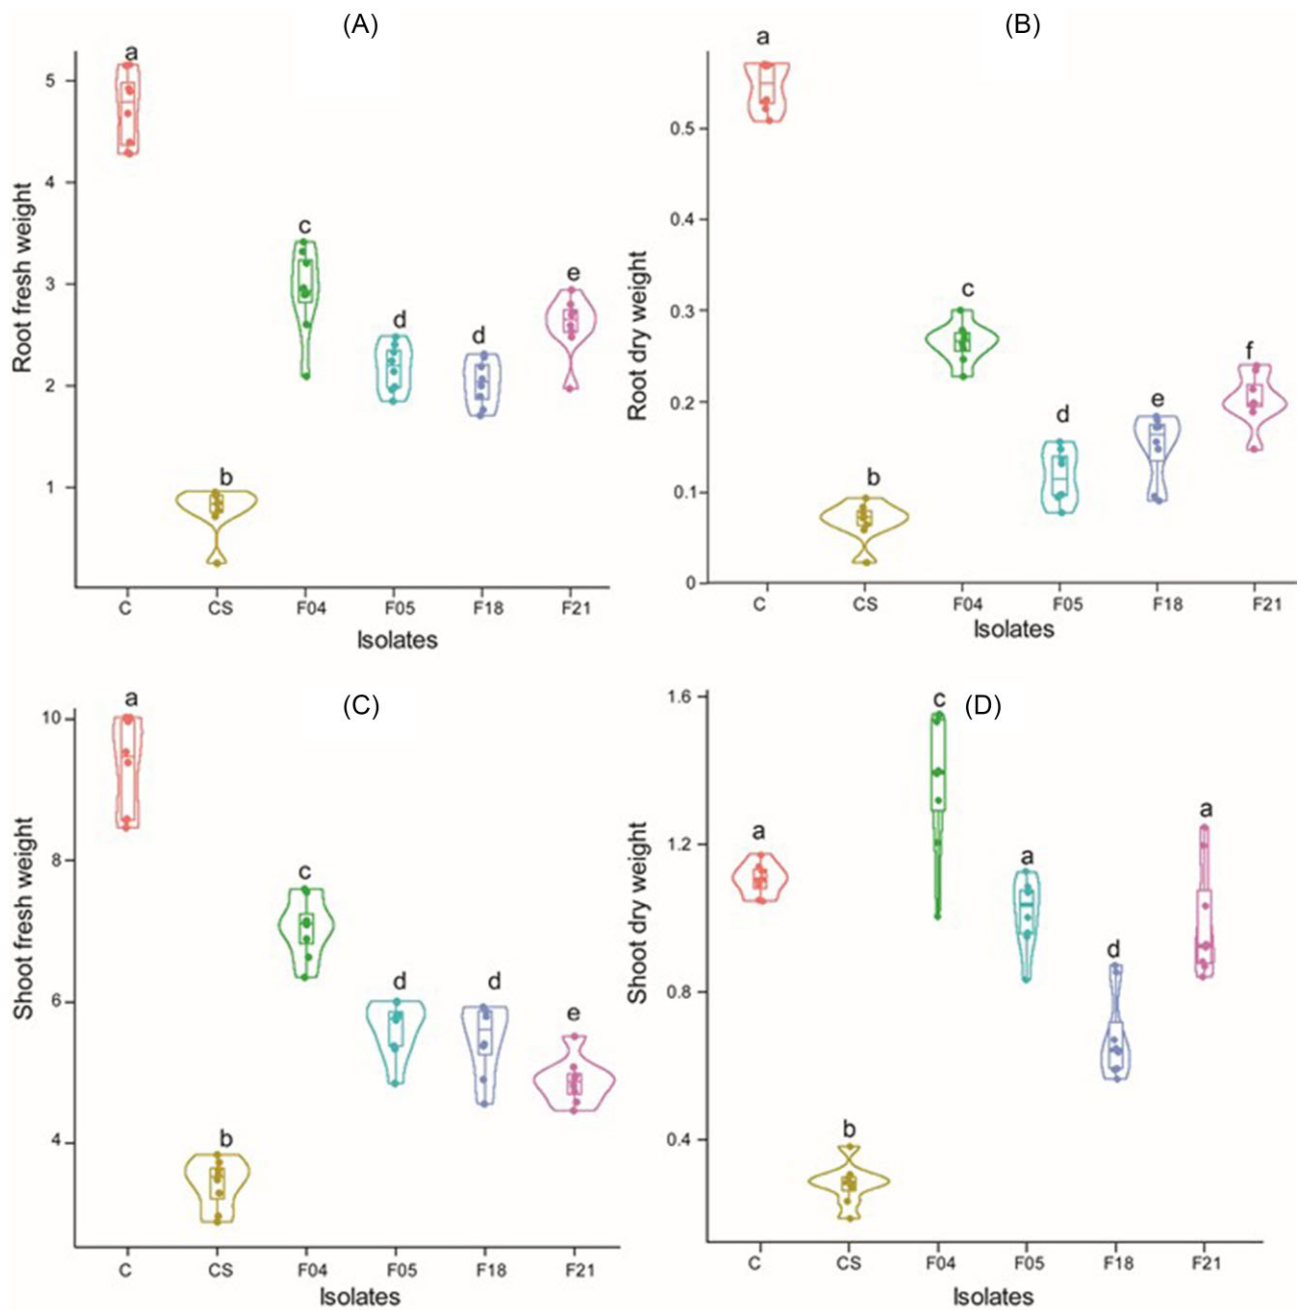 (A)
a
5
4
3
2
1
c
e
d
d
b
Root fresh weight
C CS F04 F05 F18 F21
Isolates
(B)
a
0.5
0.4
0.3
0.2
0.1
0
c
f
e
d
b
Root dry weight
C CS F04 F05 F18 F21
Isolates
(C)
a
10
8
6
4
c
d
d
e
b
Shoot fresh weight
C CS F04 F05 F18 F21
Isolates
(D)
c
1.6
1.2
0.8
0.4
a
a
a
d
b
Shoot dry weight
C CS F04 F05 F18 F21
Isolates